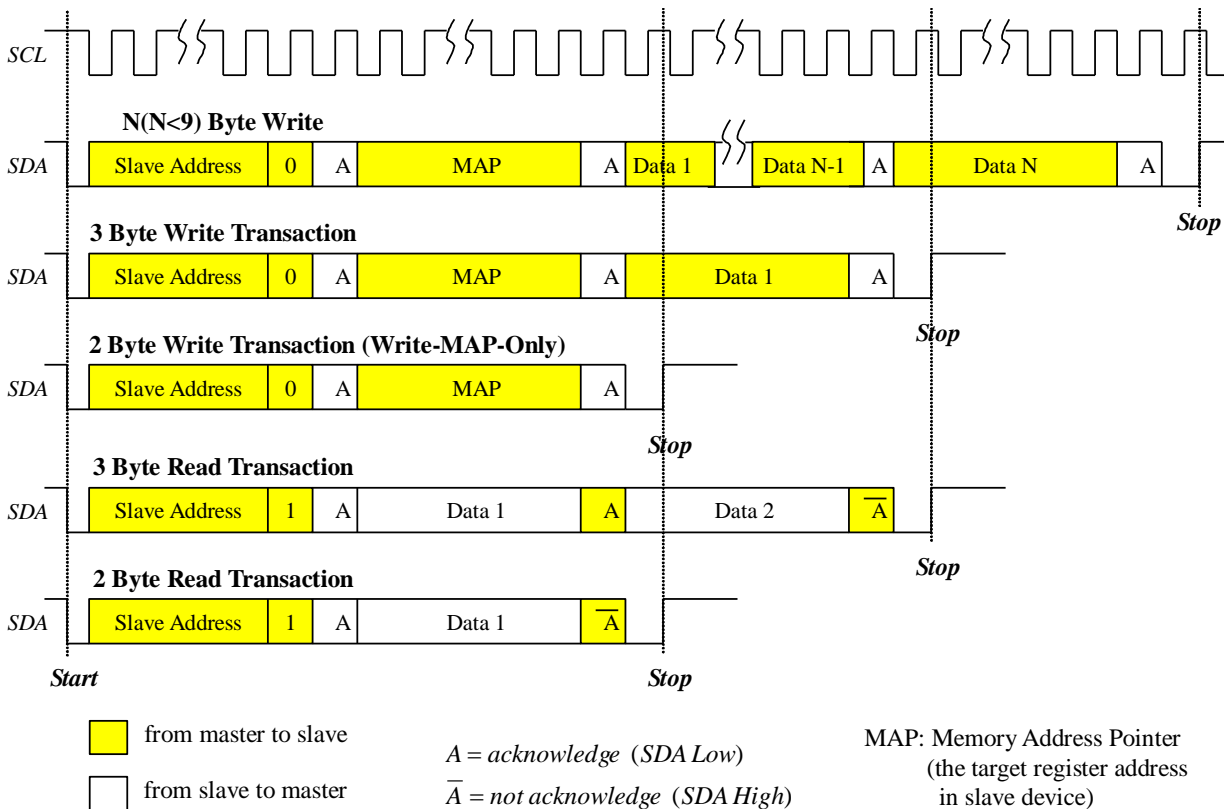 SCL
N(N<9) Byte Write
SDA Slave Address 0 A MAP A Data 1 Data N-1 A Data N A
Stop
3 Byte Write Transaction
SDA Slave Address 0 A MAP A Data 1 A
Stop
2 Byte Write Transaction (Write-MAP-Only)
SDA Slave Address 0 A MAP A
Stop
3 Byte Read Transaction
SDA Slave Address 1 A Data 1 A Data 2 A̅
Stop
2 Byte Read Transaction
SDA Slave Address 1 A Data 1 A̅
Start Stop
from master to slave
from slave to master
A = acknowledge (SDA Low)
A̅ = not acknowledge (SDA High)
MAP: Memory Address Pointer
(the target register address
in slave device)